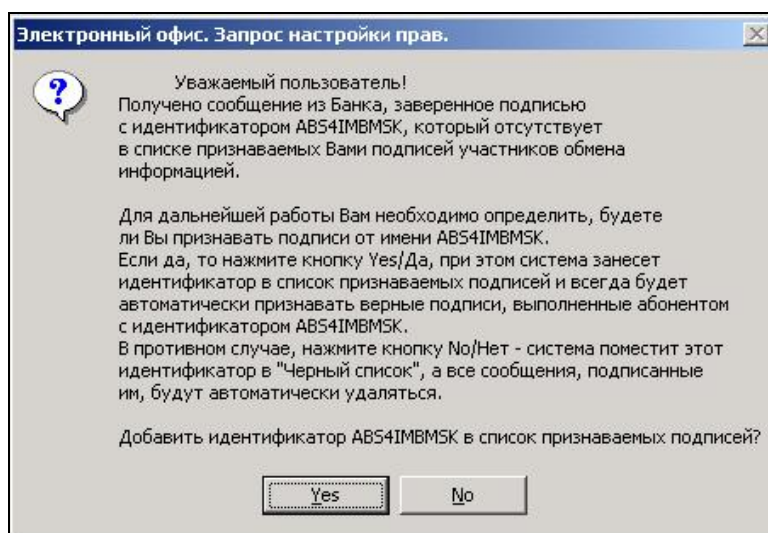 Электронный офис. Запрос настройки прав.
Уважаемый пользователь!
Получено сообщение из Банка, заверенное подписью
с идентификатором ABS4IMBMSK, который отсутствует
в списке признаваемых Вами подписей участников обмена
информацией.
Для дальнейшей работы Вам необходимо определить, будете
ли Вы признавать подписи от имени ABS4IMBMSK.
Если да, то нажмите кнопку Yes/Да, при этом система занесет
идентификатор в список признаваемых подписей и всегда будет
автоматически признавать верные подписи, выполненные абонентом
с идентификатором ABS4IMBMSK.
В противном случае, нажмите кнопку No/Нет - система поместит этот
идентификатор в "Черный список", а все сообщения, подписанные
им, будут автоматически удаляться.
Добавить идентификатор ABS4IMBMSK в список признаваемых подписей?
Yes No